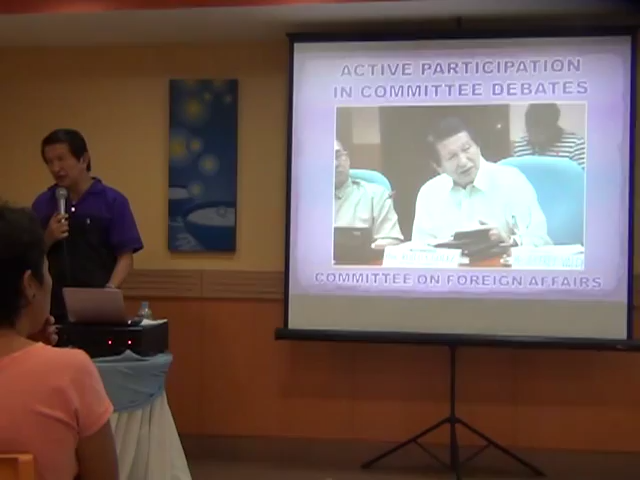 ACTIVE PARTICIPATION
IN COMMITTEE DEBATES
COMMITTEE ON FOREIGN AFFAIRS